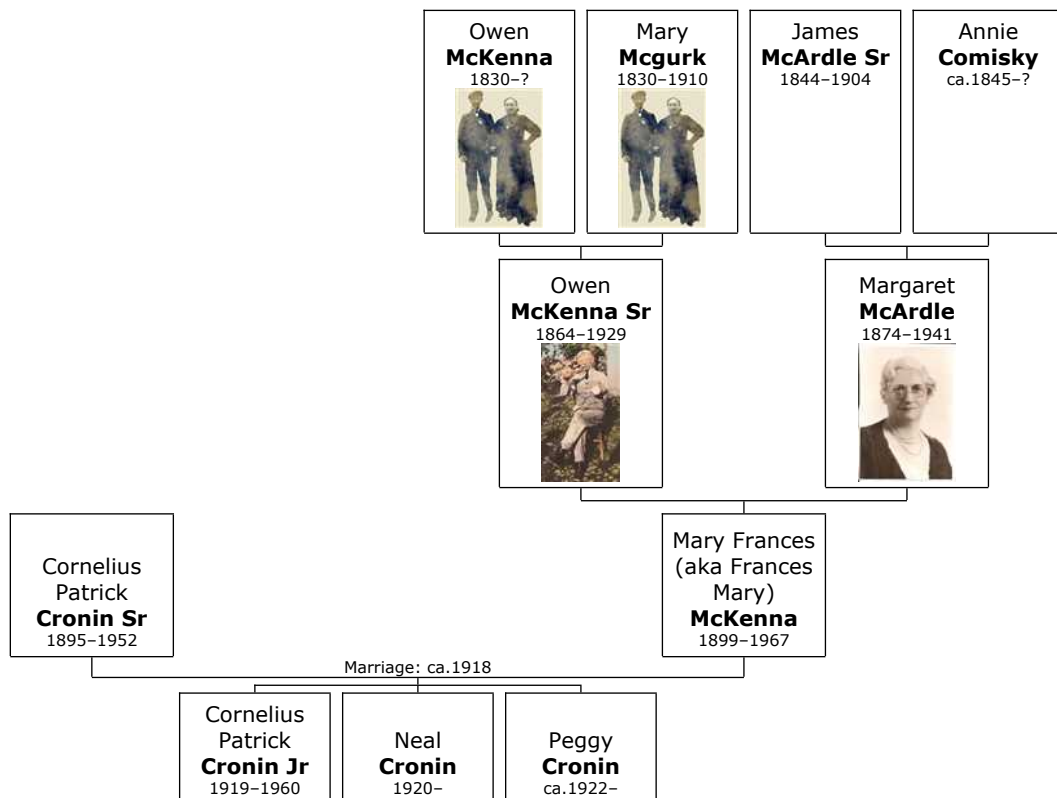 Owen
McKenna
1830–?
Mary
Mcgurk
1830–1910
James
McArdle Sr
1844–1904
Annie
Comisky
ca.1845–?
Owen
McKenna Sr
1864–1929
Margaret
McArdle
1874–1941
Cornelius
Patrick
Cronin Sr
1895–1952
Mary Frances
(aka Frances
Mary)
McKenna
1899–1967
Marriage: ca.1918
Cornelius
Patrick
Cronin Jr
1919–1960
Neal
Cronin
1920–
Peggy
Cronin
ca.1922–